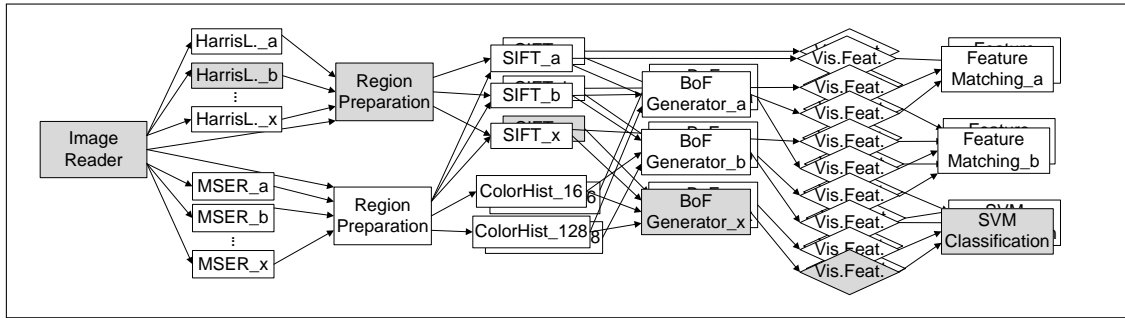 Image
Reader
HarrisL._a
HarrisL._b
...
HarrisL._x
MSER_a
MSER_b
...
MSER_x
Region
Preparation
Region
Preparation
SIFT_a
SIFT_b
SIFT_x
ColorHist_16
6
ColorHist_128
8
BoF
Generator_a
BoF
Generator_b
BoF
Generator_x
Vis.Feat.
Vis.Feat.
Vis.Feat.
Vis.Feat.
Vis.Feat.
Vis.Feat.
Vis.Feat.
Vis.Feat.
Vis.Feat.
Feature
Matching_a
Feature
Matching_b
SVM
Classification